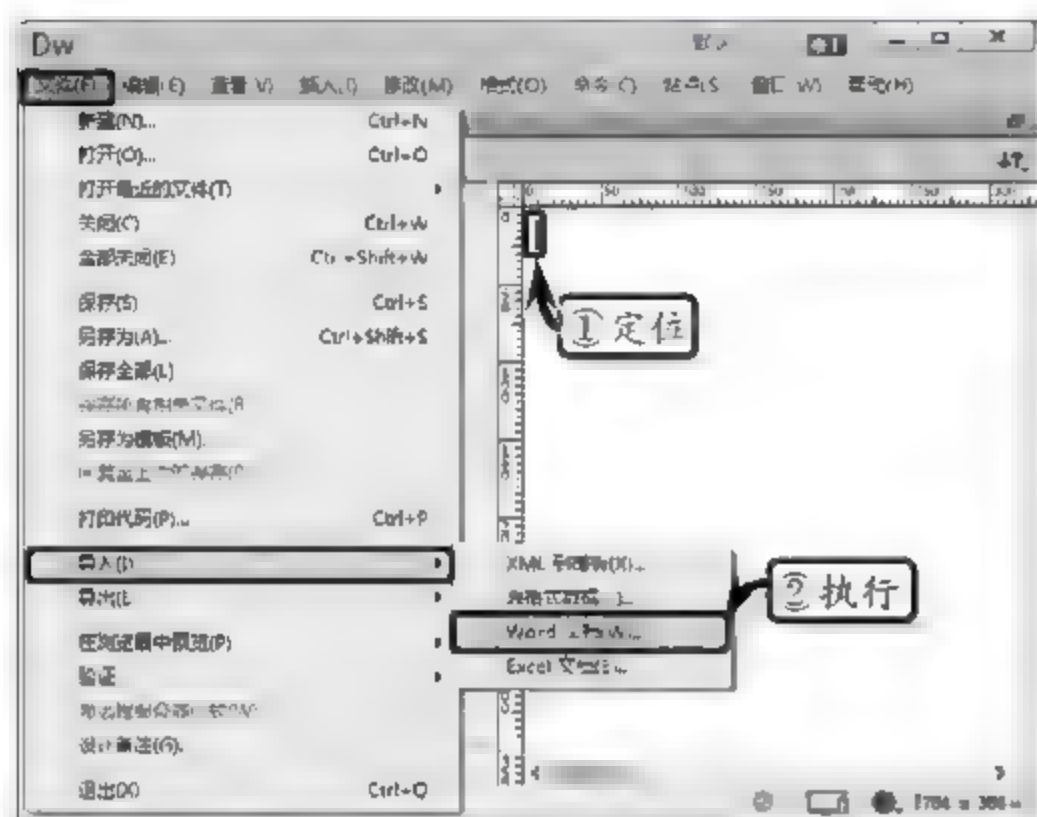 Dw
默认
文件(F) 编辑(E) 查看(V) 插入(I) 修改(M) 格式(O) 命令(C) 站点(S) 窗口(W) 帮助(H)
新建(N)... Ctrl+N
打开(O)... Ctrl+O
打开最近的文件(T)
关闭(C) Ctrl+W
全部关闭(E) Ctrl+Shift+W
保存(S) Ctrl+S
另存为(A)... Ctrl+Shift+S
保存全部(L)
另存为模板(M)...
打印代码(P)... Ctrl+P
导入(I)
导出(E)
在浏览器中预览(P)
验证
设计备注(G)...
退出(X) Ctrl+Q
①定位
XML 到模板(X)...
Word 文档(W)...
Excel 文档(E)...
②执行